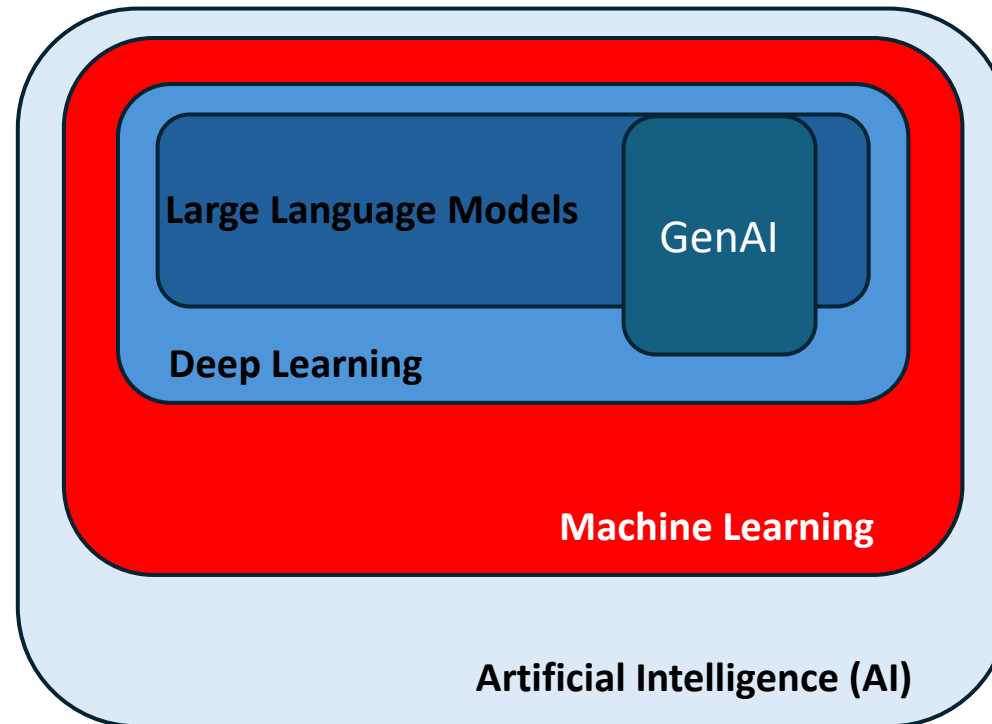 Large Language Models
GenAI
Deep Learning
Machine Learning
Artificial Intelligence (AI)